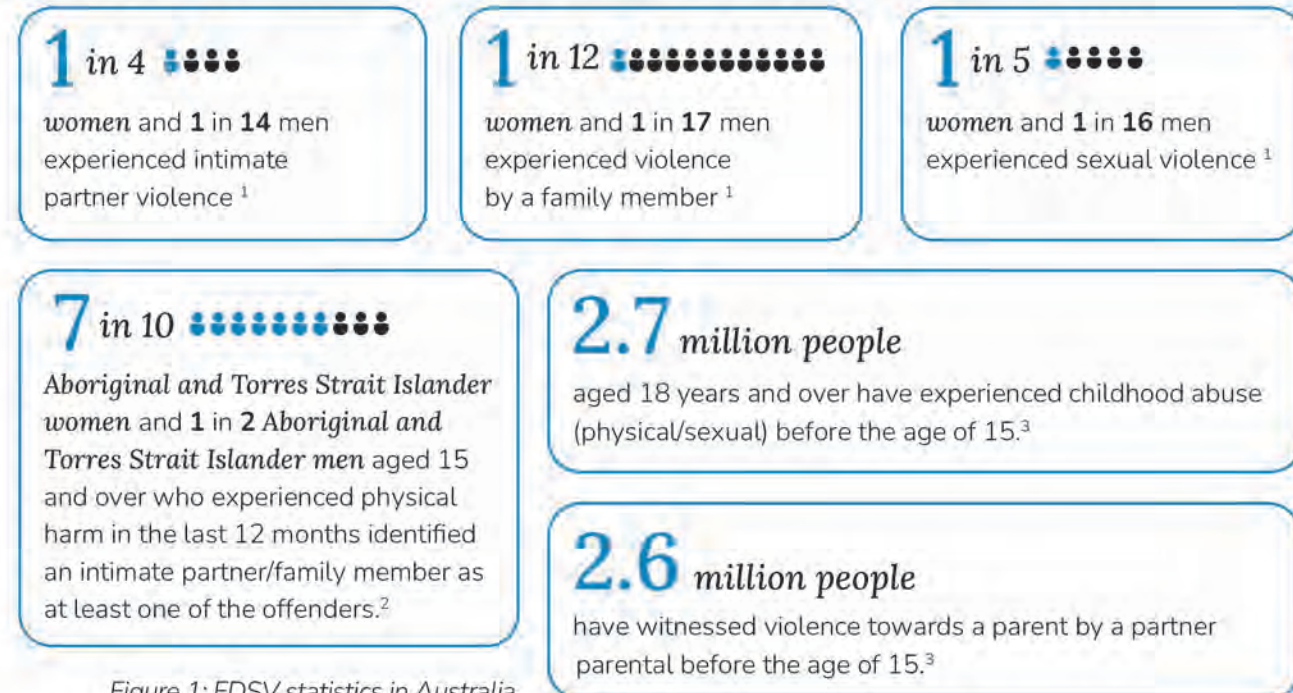 1 in 4
women and 1 in 14 men
experienced intimate
partner violence 1
1 in 12
women and 1 in 17 men
experienced violence
by a family member 1
1 in 5
women and 1 in 16 men
experienced sexual violence 1
7 in 10
Aboriginal and Torres Strait Islander
women and 1 in 2 Aboriginal and
Torres Strait Islander men aged 15
and over who experienced physical
harm in the last 12 months identified
an intimate partner/family member as
at least one of the offenders.2
2.7 million people
aged 18 years and over have experienced childhood abuse
(physical/sexual) before the age of 15.3
2.6 million people
have witnessed violence towards a parent by a partner
parental before the age of 15.3
Figure 1: FDSV statistics in Australia